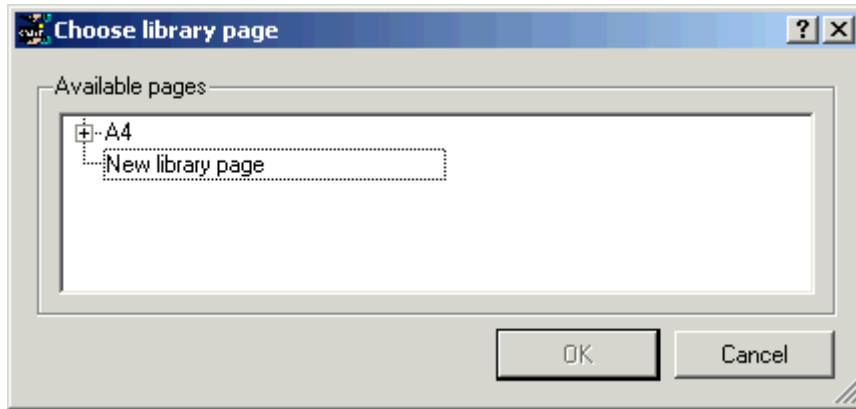 Choose library page
Available pages
A4
New library page
OK
Cancel